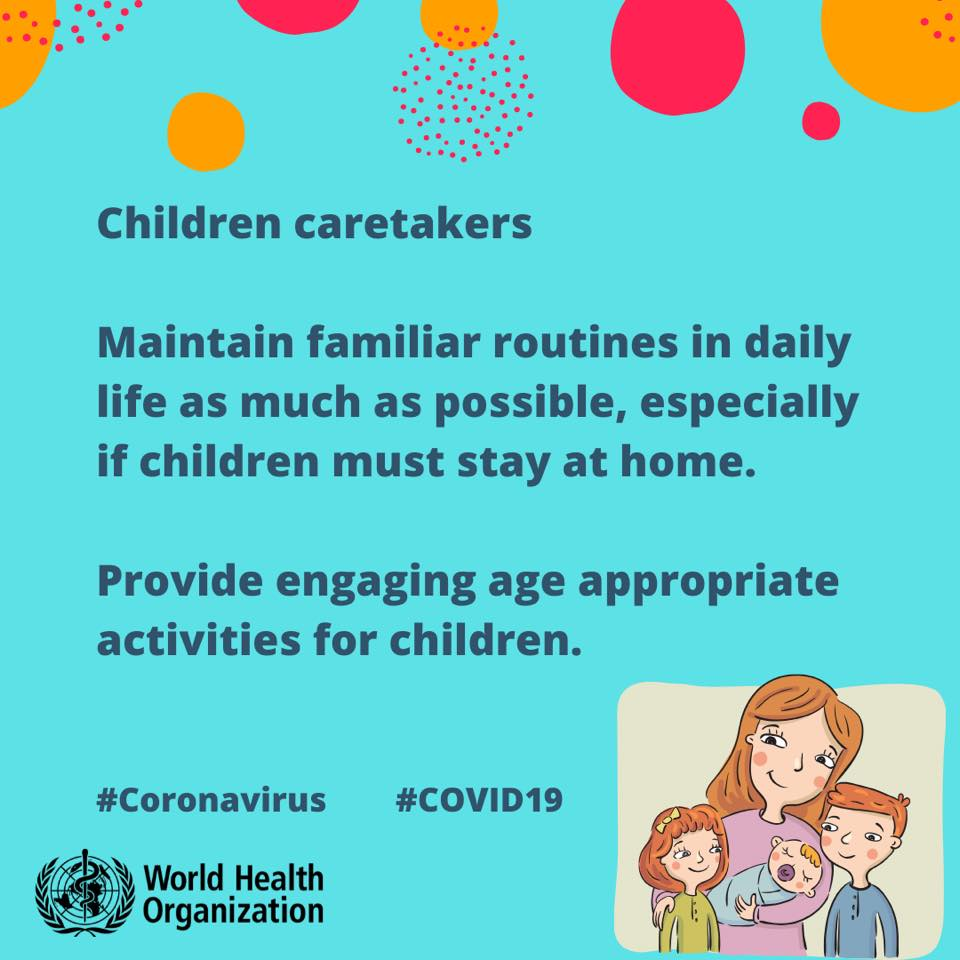 Children caretakers
Maintain familiar routines in daily
life as much as possible, especially
if children must stay at home.
Provide engaging age appropriate
activities for children.
#Coronavirus #COVID19
World Health
Organization